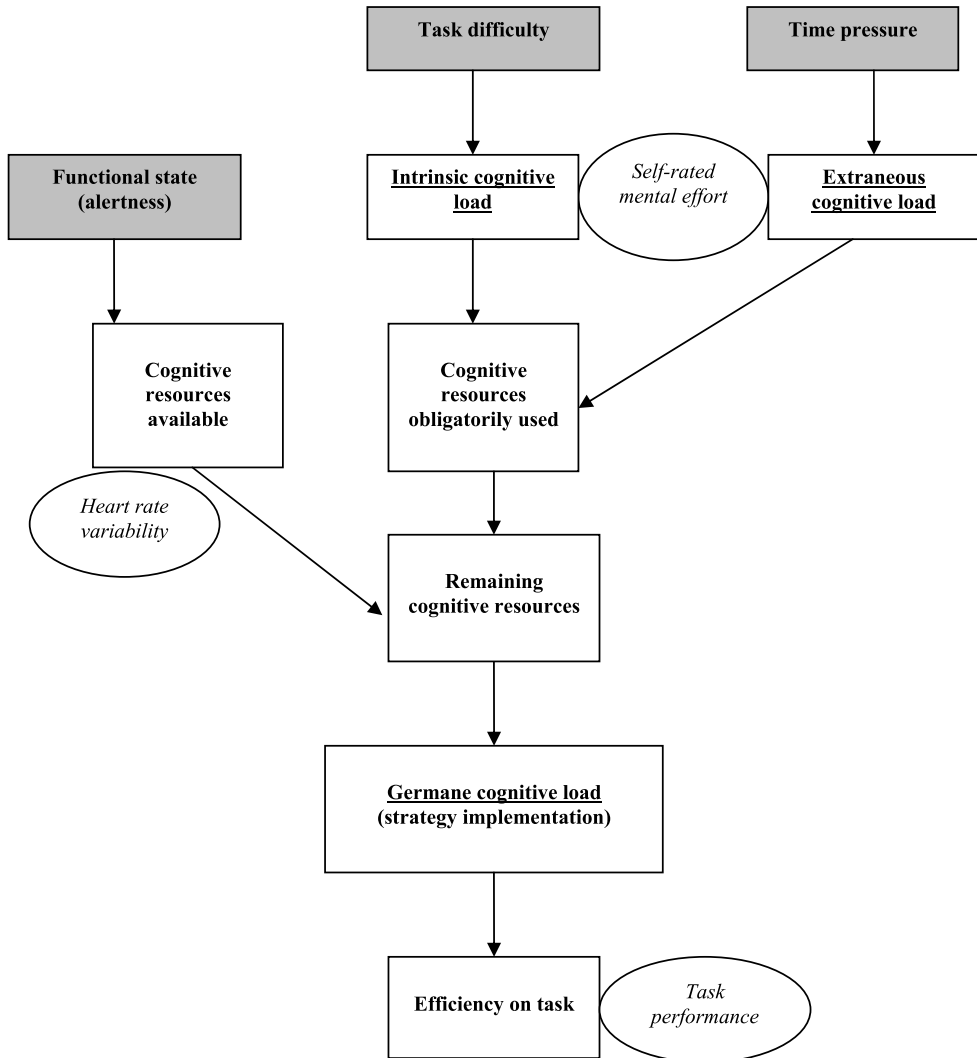 Task difficulty
Time pressure
Functional state
(alertness)
Intrinsic cognitive
load
Self-rated
mental effort
Extraneous
cognitive load
Cognitive
resources
available
Cognitive
resources
obligatorily used
Heart rate
variability
Remaining
cognitive resources
Germane cognitive load
(strategy implementation)
Efficiency on task
Task
performance